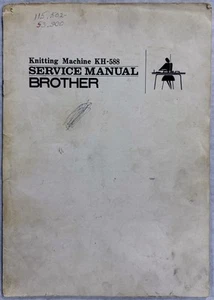 Knitting Machine KH-588
SERVICE MANUAL
BROTHER